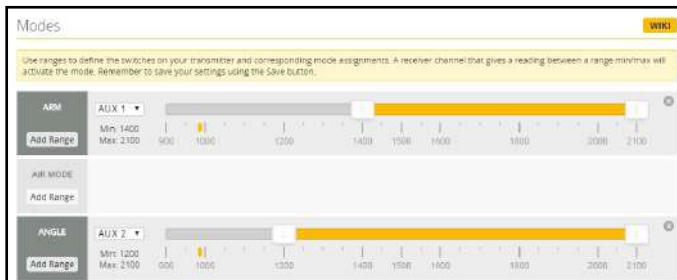 Modes
WIKI
Use ranges to define the switches on your transmitter and corresponding mode assignments. A receiver channel that gives a reading between a range min/max will
activate the mode. Remember to save your settings using the Save button.
ARM
AUX 1
Add Range
Min: 1400
Max: 2100
900 1000 1200 1400 1500 1600 1800 2000 2100
AIR MODE
Add Range
ANGLE
AUX 2
Add Range
Min: 1200
Max: 2100
900 1000 1200 1400 1500 1600 1800 2000 2100